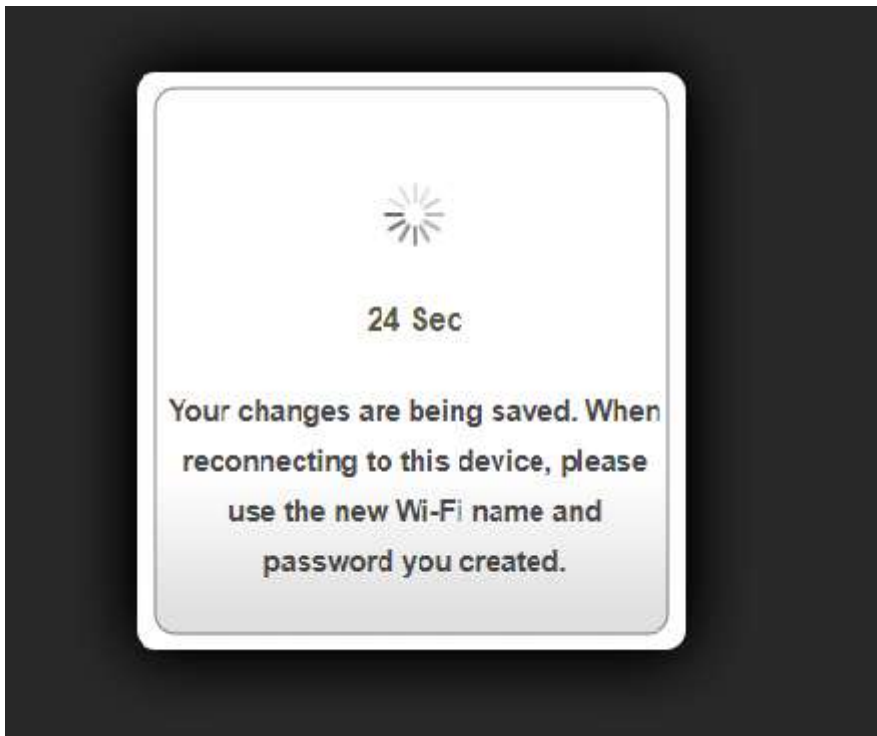 24 Sec
Your changes are being saved. When
reconnecting to this device, please
use the new Wi-Fi name and
password you created.